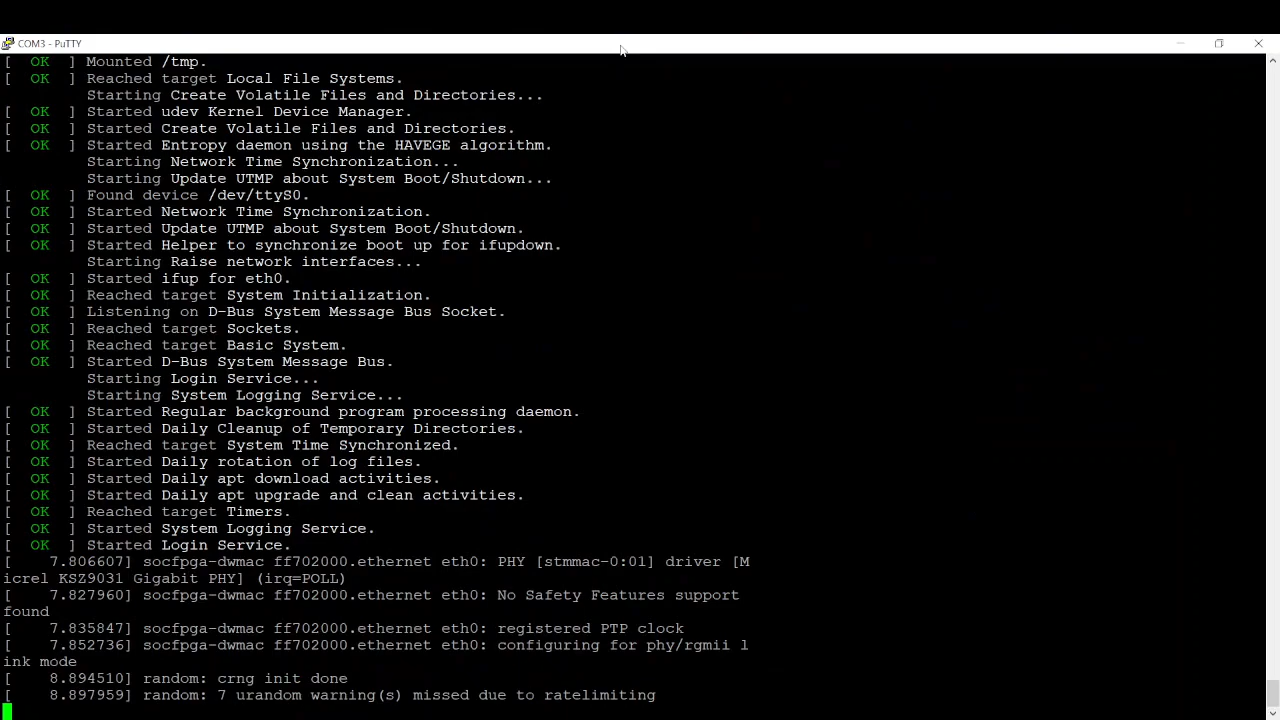 COM3 - PuTTY
[  OK  ] Mounted /tmp.
[  OK  ] Reached target Local File Systems.
         Starting Create Volatile Files and Directories...
[  OK  ] Started udev Kernel Device Manager.
[  OK  ] Started Create Volatile Files and Directories.
[  OK  ] Started Entropy daemon using the HAVEGE algorithm.
         Starting Network Time Synchronization...
         Starting Update UTMP about System Boot/Shutdown...
[  OK  ] Found device /dev/ttyS0.
[  OK  ] Started Network Time Synchronization.
[  OK  ] Started Update UTMP about System Boot/Shutdown.
[  OK  ] Started Helper to synchronize boot up for ifupdown.
         Starting Raise network interfaces...
[  OK  ] Started ifup for eth0.
[  OK  ] Reached target System Initialization.
[  OK  ] Listening on D-Bus System Message Bus Socket.
[  OK  ] Reached target Sockets.
[  OK  ] Reached target Basic System.
[  OK  ] Started D-Bus System Message Bus.
         Starting Login Service...
         Starting System Logging Service...
[  OK  ] Started Regular background program processing daemon.
[  OK  ] Started Daily Cleanup of Temporary Directories.
[  OK  ] Reached target System Time Synchronized.
[  OK  ] Started Daily rotation of log files.
[  OK  ] Started Daily apt download activities.
[  OK  ] Started Daily apt upgrade and clean activities.
[  OK  ] Reached target Timers.
[  OK  ] Started System Logging Service.
[  OK  ] Started Login Service.
[    7.806607] socfpga-dwmac ff702000.ethernet eth0: PHY [stmmac-0:01] driver [M
icrel KSZ9031 Gigabit PHY] (irq=POLL)
[    7.827960] socfpga-dwmac ff702000.ethernet eth0: No Safety Features support
found
[    7.835847] socfpga-dwmac ff702000.ethernet eth0: registered PTP clock
[    7.852736] socfpga-dwmac ff702000.ethernet eth0: configuring for phy/rgmii l
ink mode
[    8.894510] random: crng init done
[    8.897959] random: 7 urandom warning(s) missed due to ratelimiting